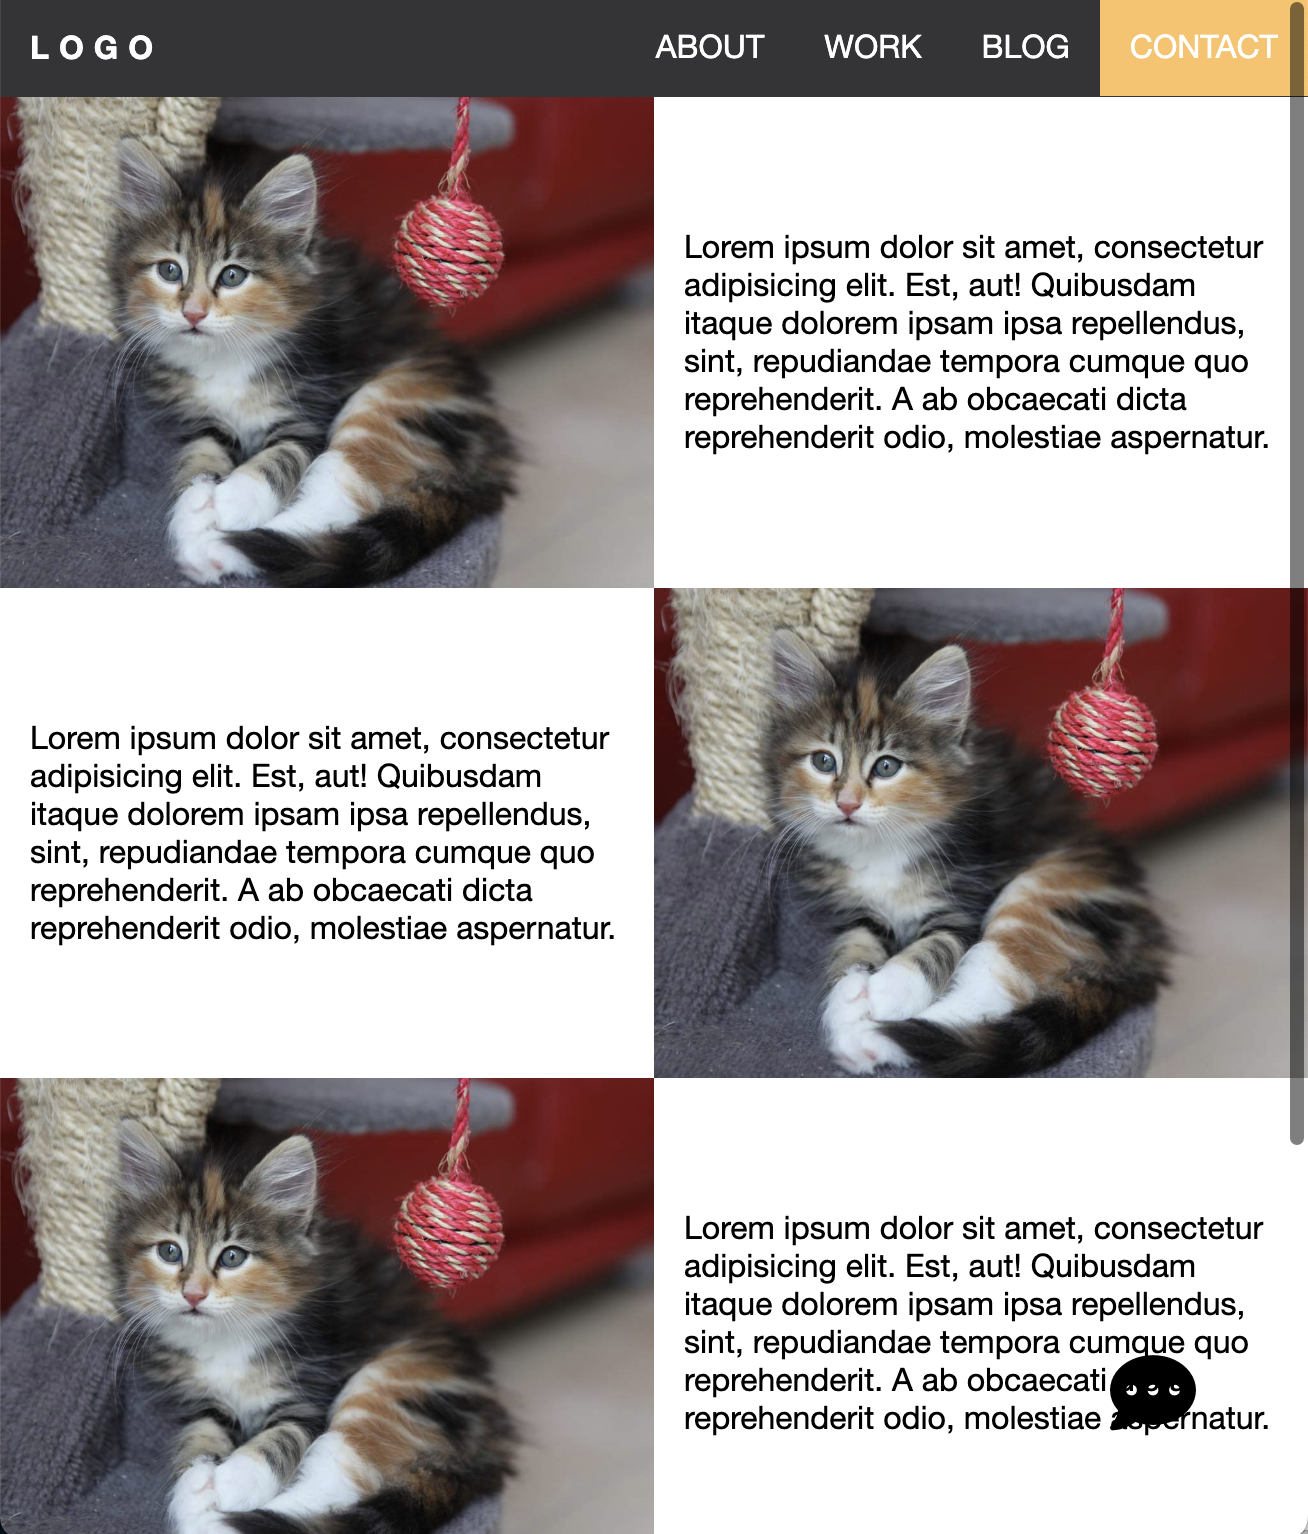 LOGO
ABOUT WORK BLOG CONTACT
Lorem ipsum dolor sit amet, consectetur
adipisicing elit. Est, aut! Quibusdam
itaque dolorem ipsam ipsa repellendus,
sint, repudiandae tempora cumque quo
reprehenderit. A ab obcaecati dicta
reprehenderit odio, molestiae aspernatur.
Lorem ipsum dolor sit amet, consectetur
adipisicing elit. Est, aut! Quibusdam
itaque dolorem ipsam ipsa repellendus,
sint, repudiandae tempora cumque quo
reprehenderit. A ab obcaecati dicta
reprehenderit odio, molestiae aspernatur.
Lorem ipsum dolor sit amet, consectetur
adipisicing elit. Est, aut! Quibusdam
itaque dolorem ipsam ipsa repellendus,
sint, repudiandae tempora cumque quo
reprehenderit. A ab obcaecati
reprehenderit odio, molestiae aspernatur.